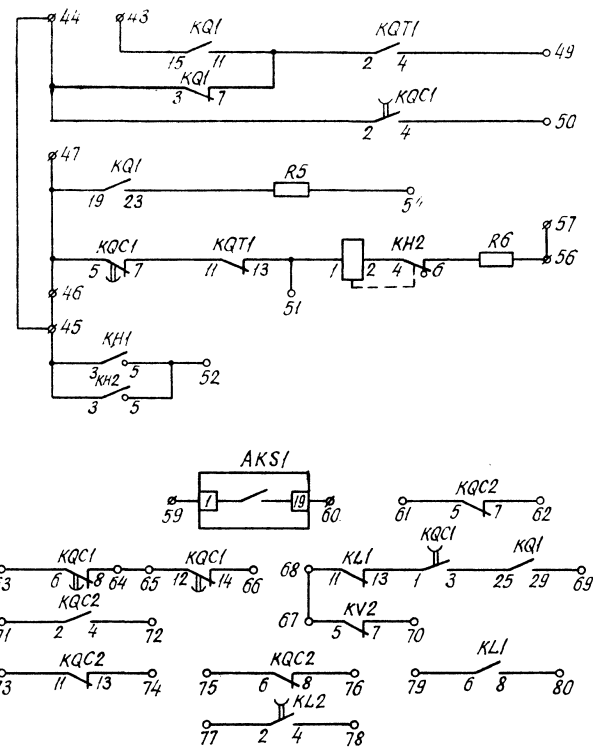 44 43 KQ1 KQT1
15 11 2 4 49
KQ1
3 7 KQC1
2 4 50
47 KQ1 R5
19 23 54
57
KQC1 KQT1 KH2 R6
5 7 11 13 1 2 4 6 56
46 51
45
KH1
3 5 52
KH2
3 5
AKS1
59 1 19 60
KQC2
61 5 7 62
KQC1 KQC1 KL1 KQC1 KQ1
6 8 64 65 12 14 66 68 11 13 1 3 25 29 69
KQC2 KV2
71 2 4 72 67 5 7 70
KQC2 KQC2 KL1
73 11 13 74 75 6 8 76 79 6 8 80
KL2
77 2 4 78